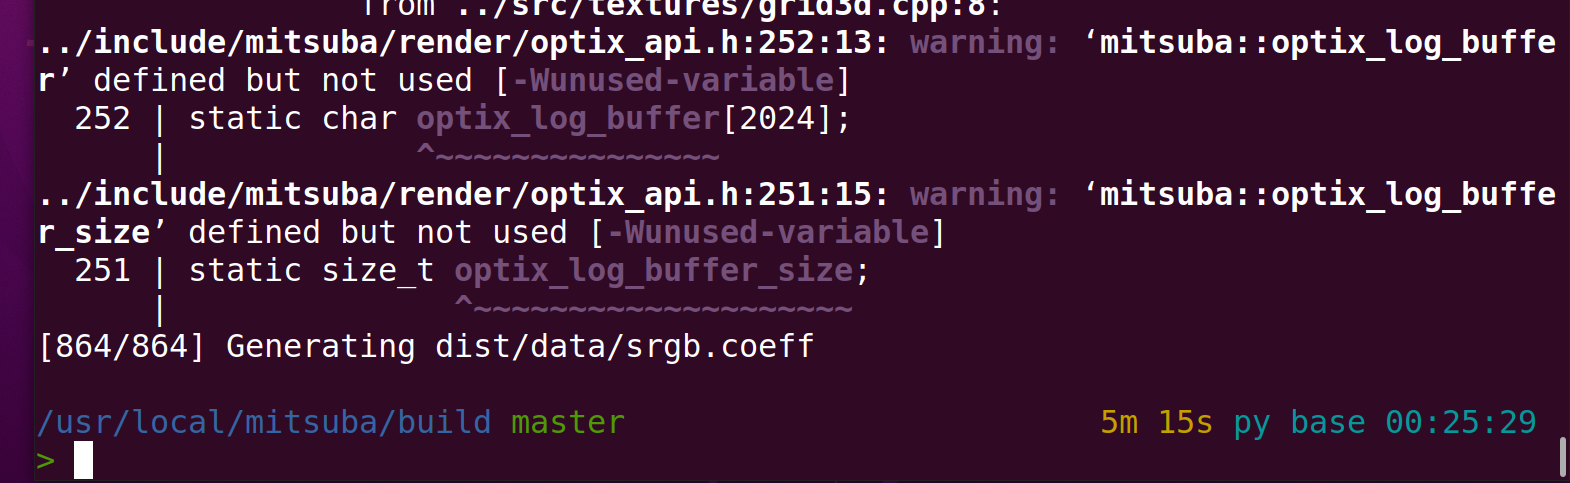 from ../src/textures/grid3d.cpp:8:
../include/mitsuba/render/optix_api.h:252:13: warning: ‘mitsuba::optix_log_buffe
r’ defined but not used [-Wunused-variable]
252 | static char optix_log_buffer[2024];
| ^~~~~~~~~~~~~~~~
../include/mitsuba/render/optix_api.h:251:15: warning: ‘mitsuba::optix_log_buffe
r_size’ defined but not used [-Wunused-variable]
251 | static size_t optix_log_buffer_size;
| ^~~~~~~~~~~~~~~~~~~~~
[864/864] Generating dist/data/srgb.coeff
/usr/local/mitsuba/build master 5m 15s py base 00:25:29
>